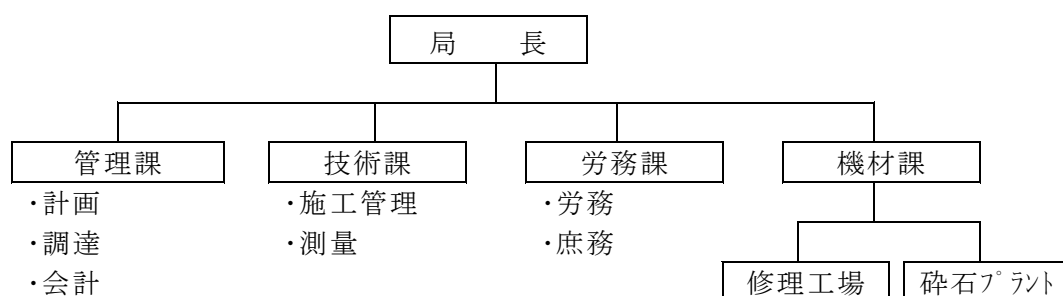 局　　長
管理課
・計画
・調達
・会計
技術課
・施工管理
・測量
労務課
・労務
・庶務
機材課
修理工場
砕石ﾌﾟﾗﾝﾄ